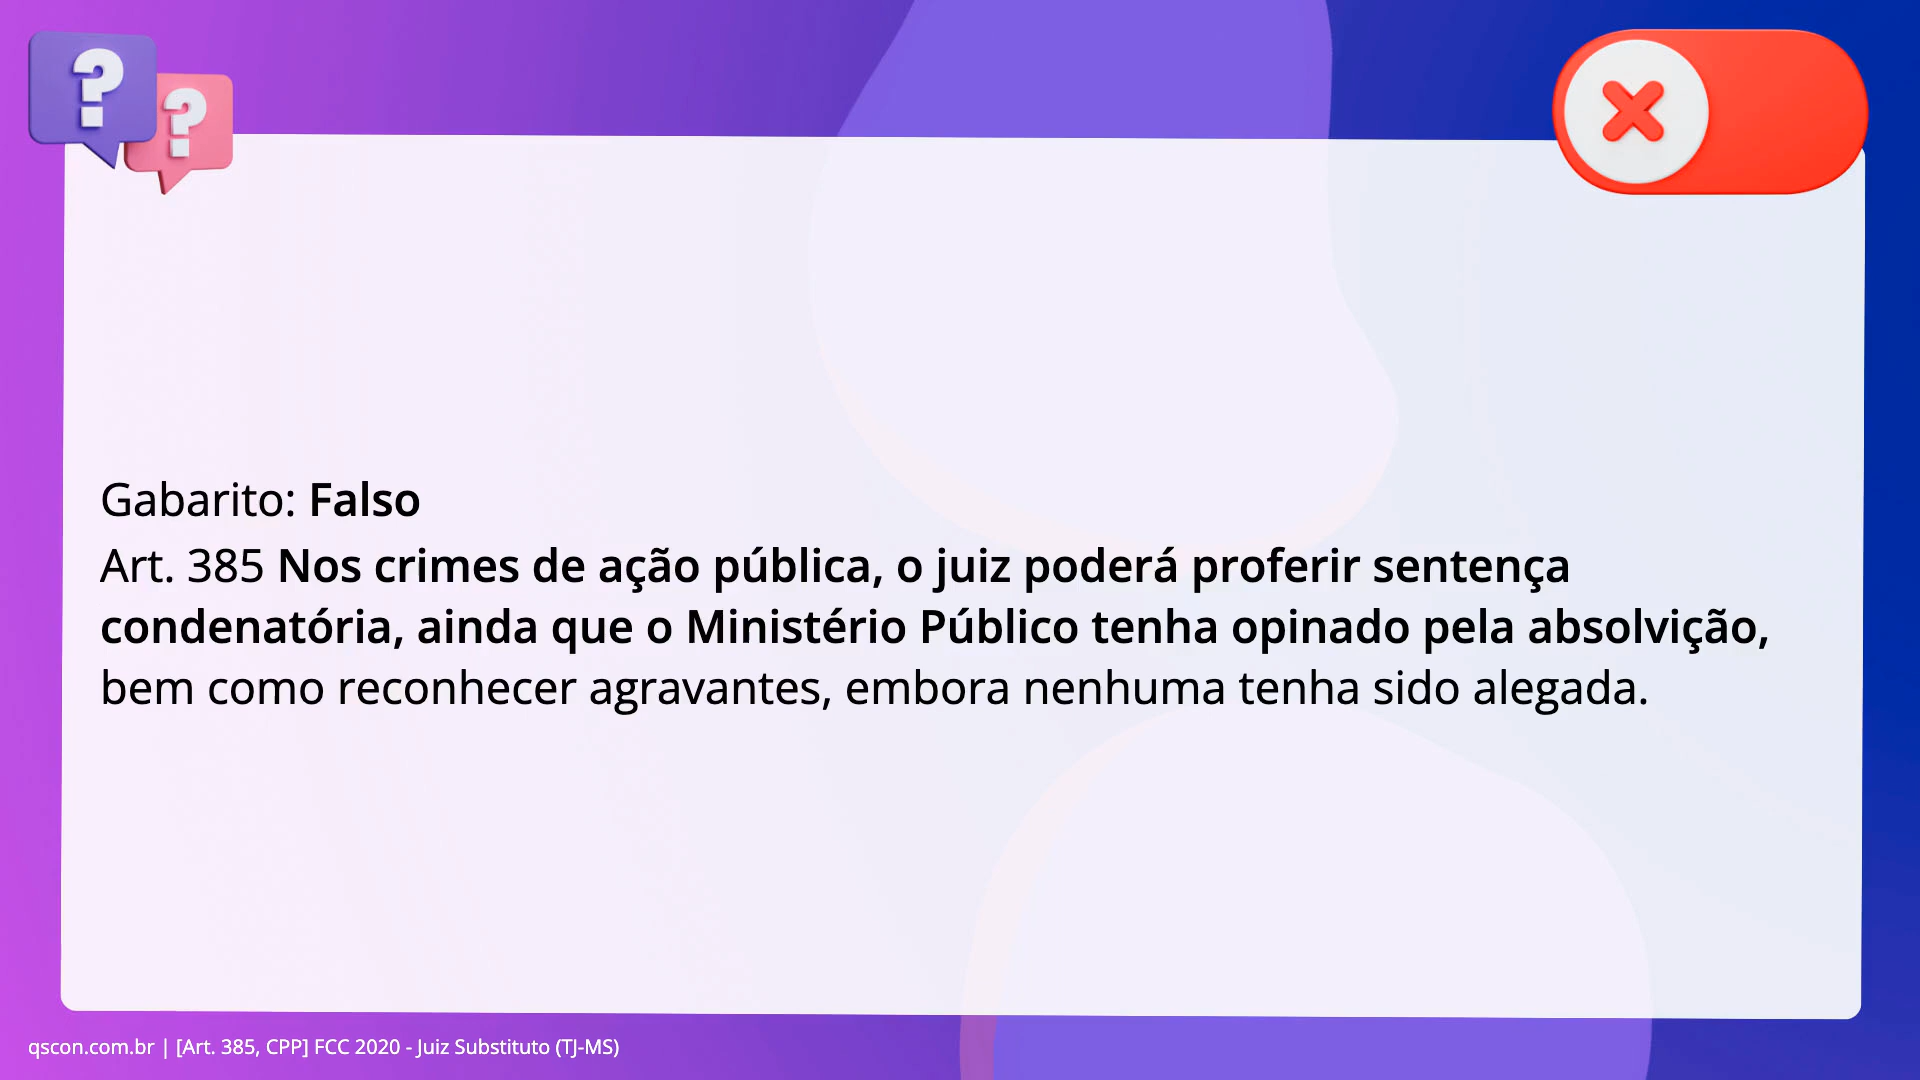 Gabarito: Falso
Art. 385 Nos crimes de ação pública, o juiz poderá proferir sentença
condenatória, ainda que o Ministério Público tenha opinado pela absolvição,
bem como reconhecer agravantes, embora nenhuma tenha sido alegada.
qscon.com.br | [Art. 385, CPP] FCC 2020 - Juiz Substituto (TJ-MS)